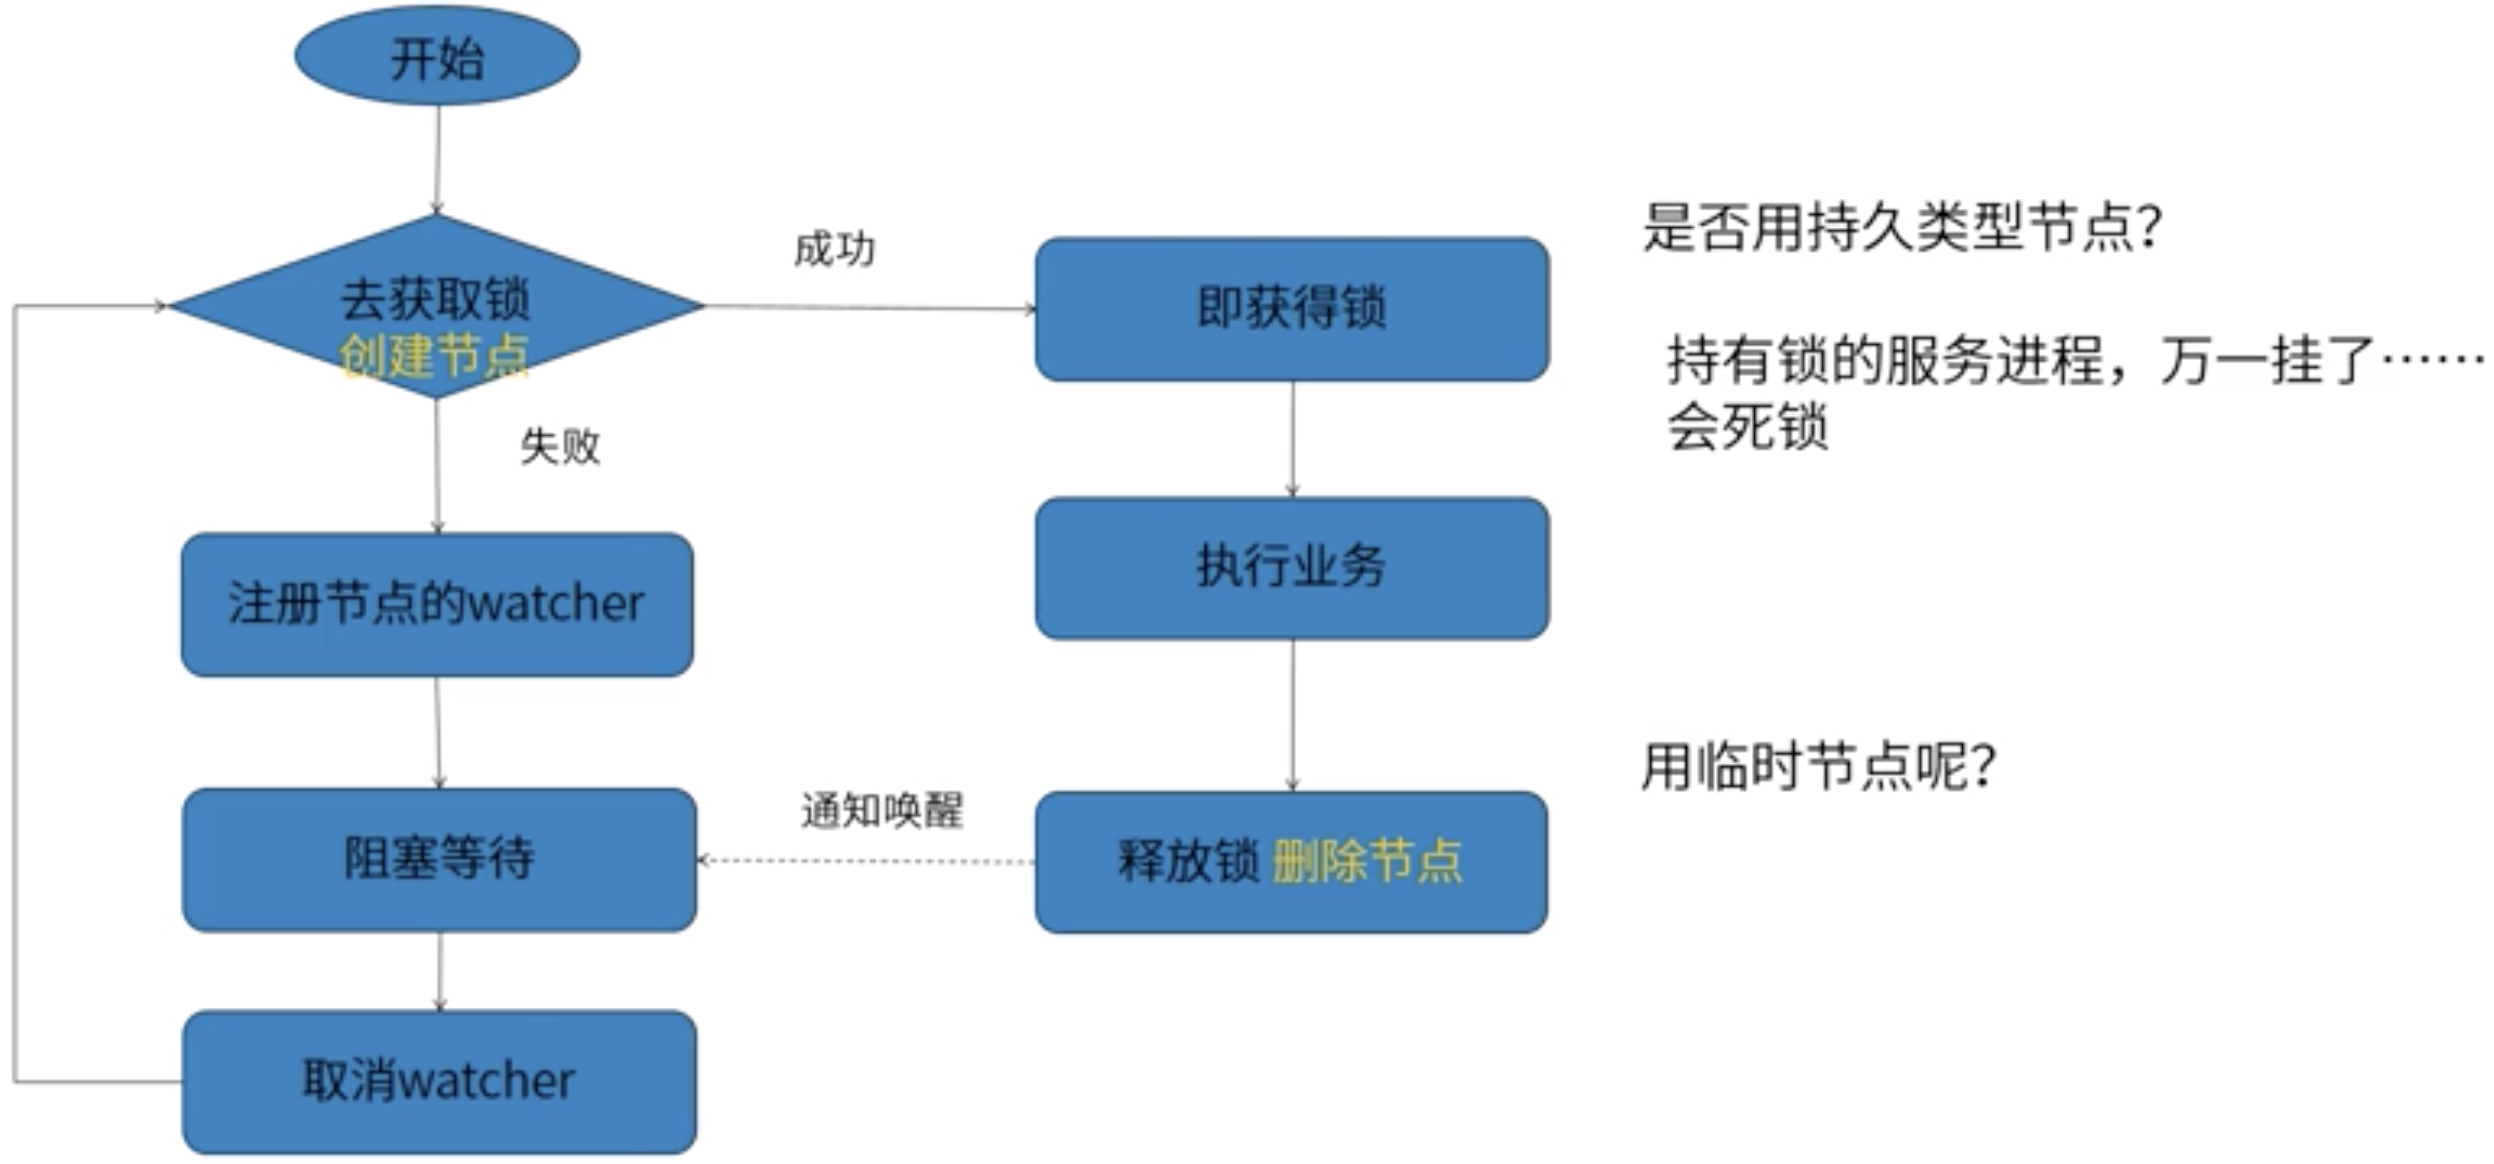 开始
去获取锁
创建节点
成功
即获得锁
是否用持久类型节点？
持有锁的服务进程，万一挂了……
会死锁
失败
注册节点的watcher
执行业务
用临时节点呢？
阻塞等待
通知唤醒
释放锁 删除节点
取消watcher